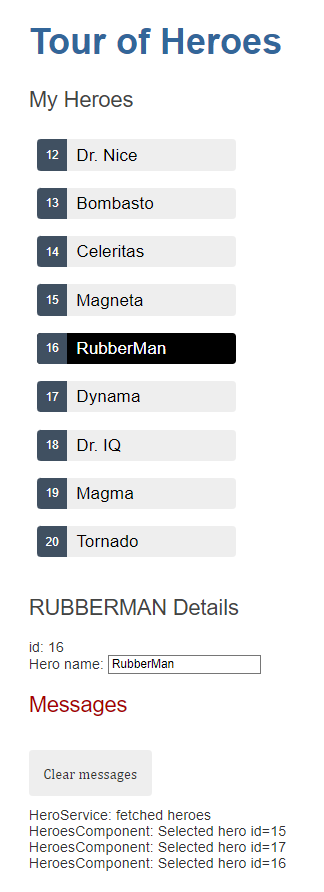 Tour of Heroes
My Heroes
12 Dr. Nice
13 Bombasto
14 Celeritas
15 Magneta
16 RubberMan
17 Dynama
18 Dr. IQ
19 Magma
20 Tornado
RUBBERMAN Details
id: 16
Hero name: RubberMan
Messages
Clear messages
HeroService: fetched heroes
HeroesComponent: Selected hero id=15
HeroesComponent: Selected hero id=17
HeroesComponent: Selected hero id=16